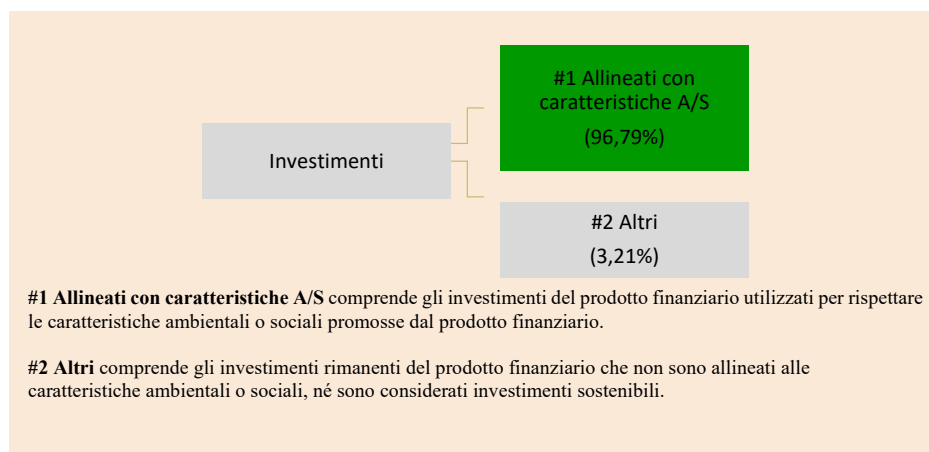 #1 Allineati con
caratteristiche A/S
(96,79%)
Investimenti
#2 Altri
(3,21%)
#1 Allineati con caratteristiche A/S comprende gli investimenti del prodotto finanziario utilizzati per rispettare
le caratteristiche ambientali o sociali promosse dal prodotto finanziario.
#2 Altri comprende gli investimenti rimanenti del prodotto finanziario che non sono allineati alle
caratteristiche ambientali o sociali, né sono considerati investimenti sostenibili.